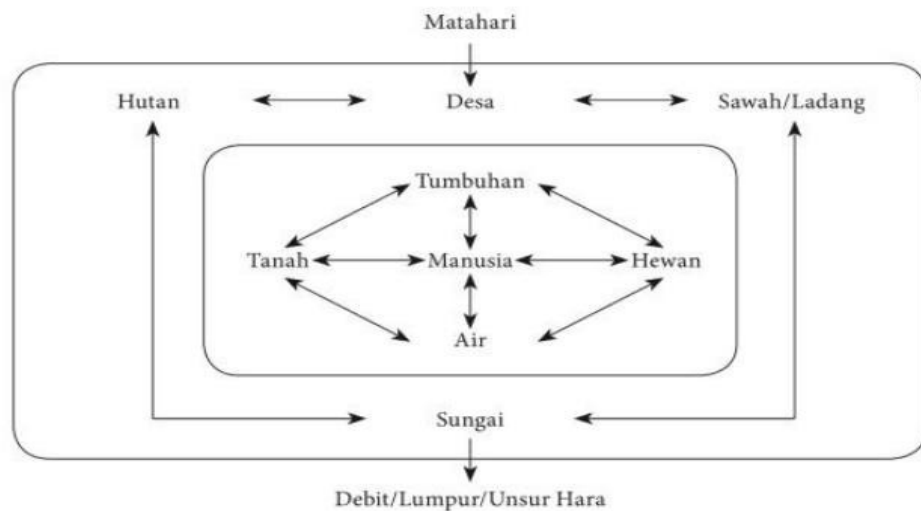 Matahari
Hutan Desa Sawah/Ladang
Tumbuhan
Tanah Manusia Hewan
Air
Sungai
Debit/Lumpur/Unsur Hara